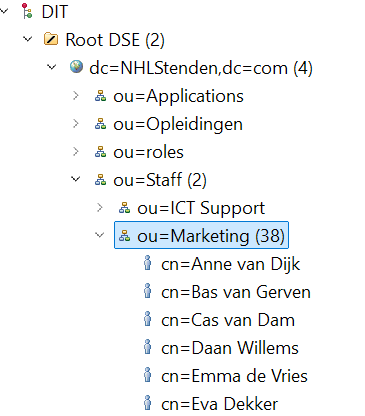 DIT
Root DSE (2)
dc=NHLStenden,dc=com (4)
ou=Applications
ou=Opleidingen
ou=roles
ou=Staff (2)
ou=ICT Support
ou=Marketing (38)
cn=Anne van Dijk
cn=Bas van Gerven
cn=Cas van Dam
cn=Daan Willems
cn=Emma de Vries
cn=Eva Dekker